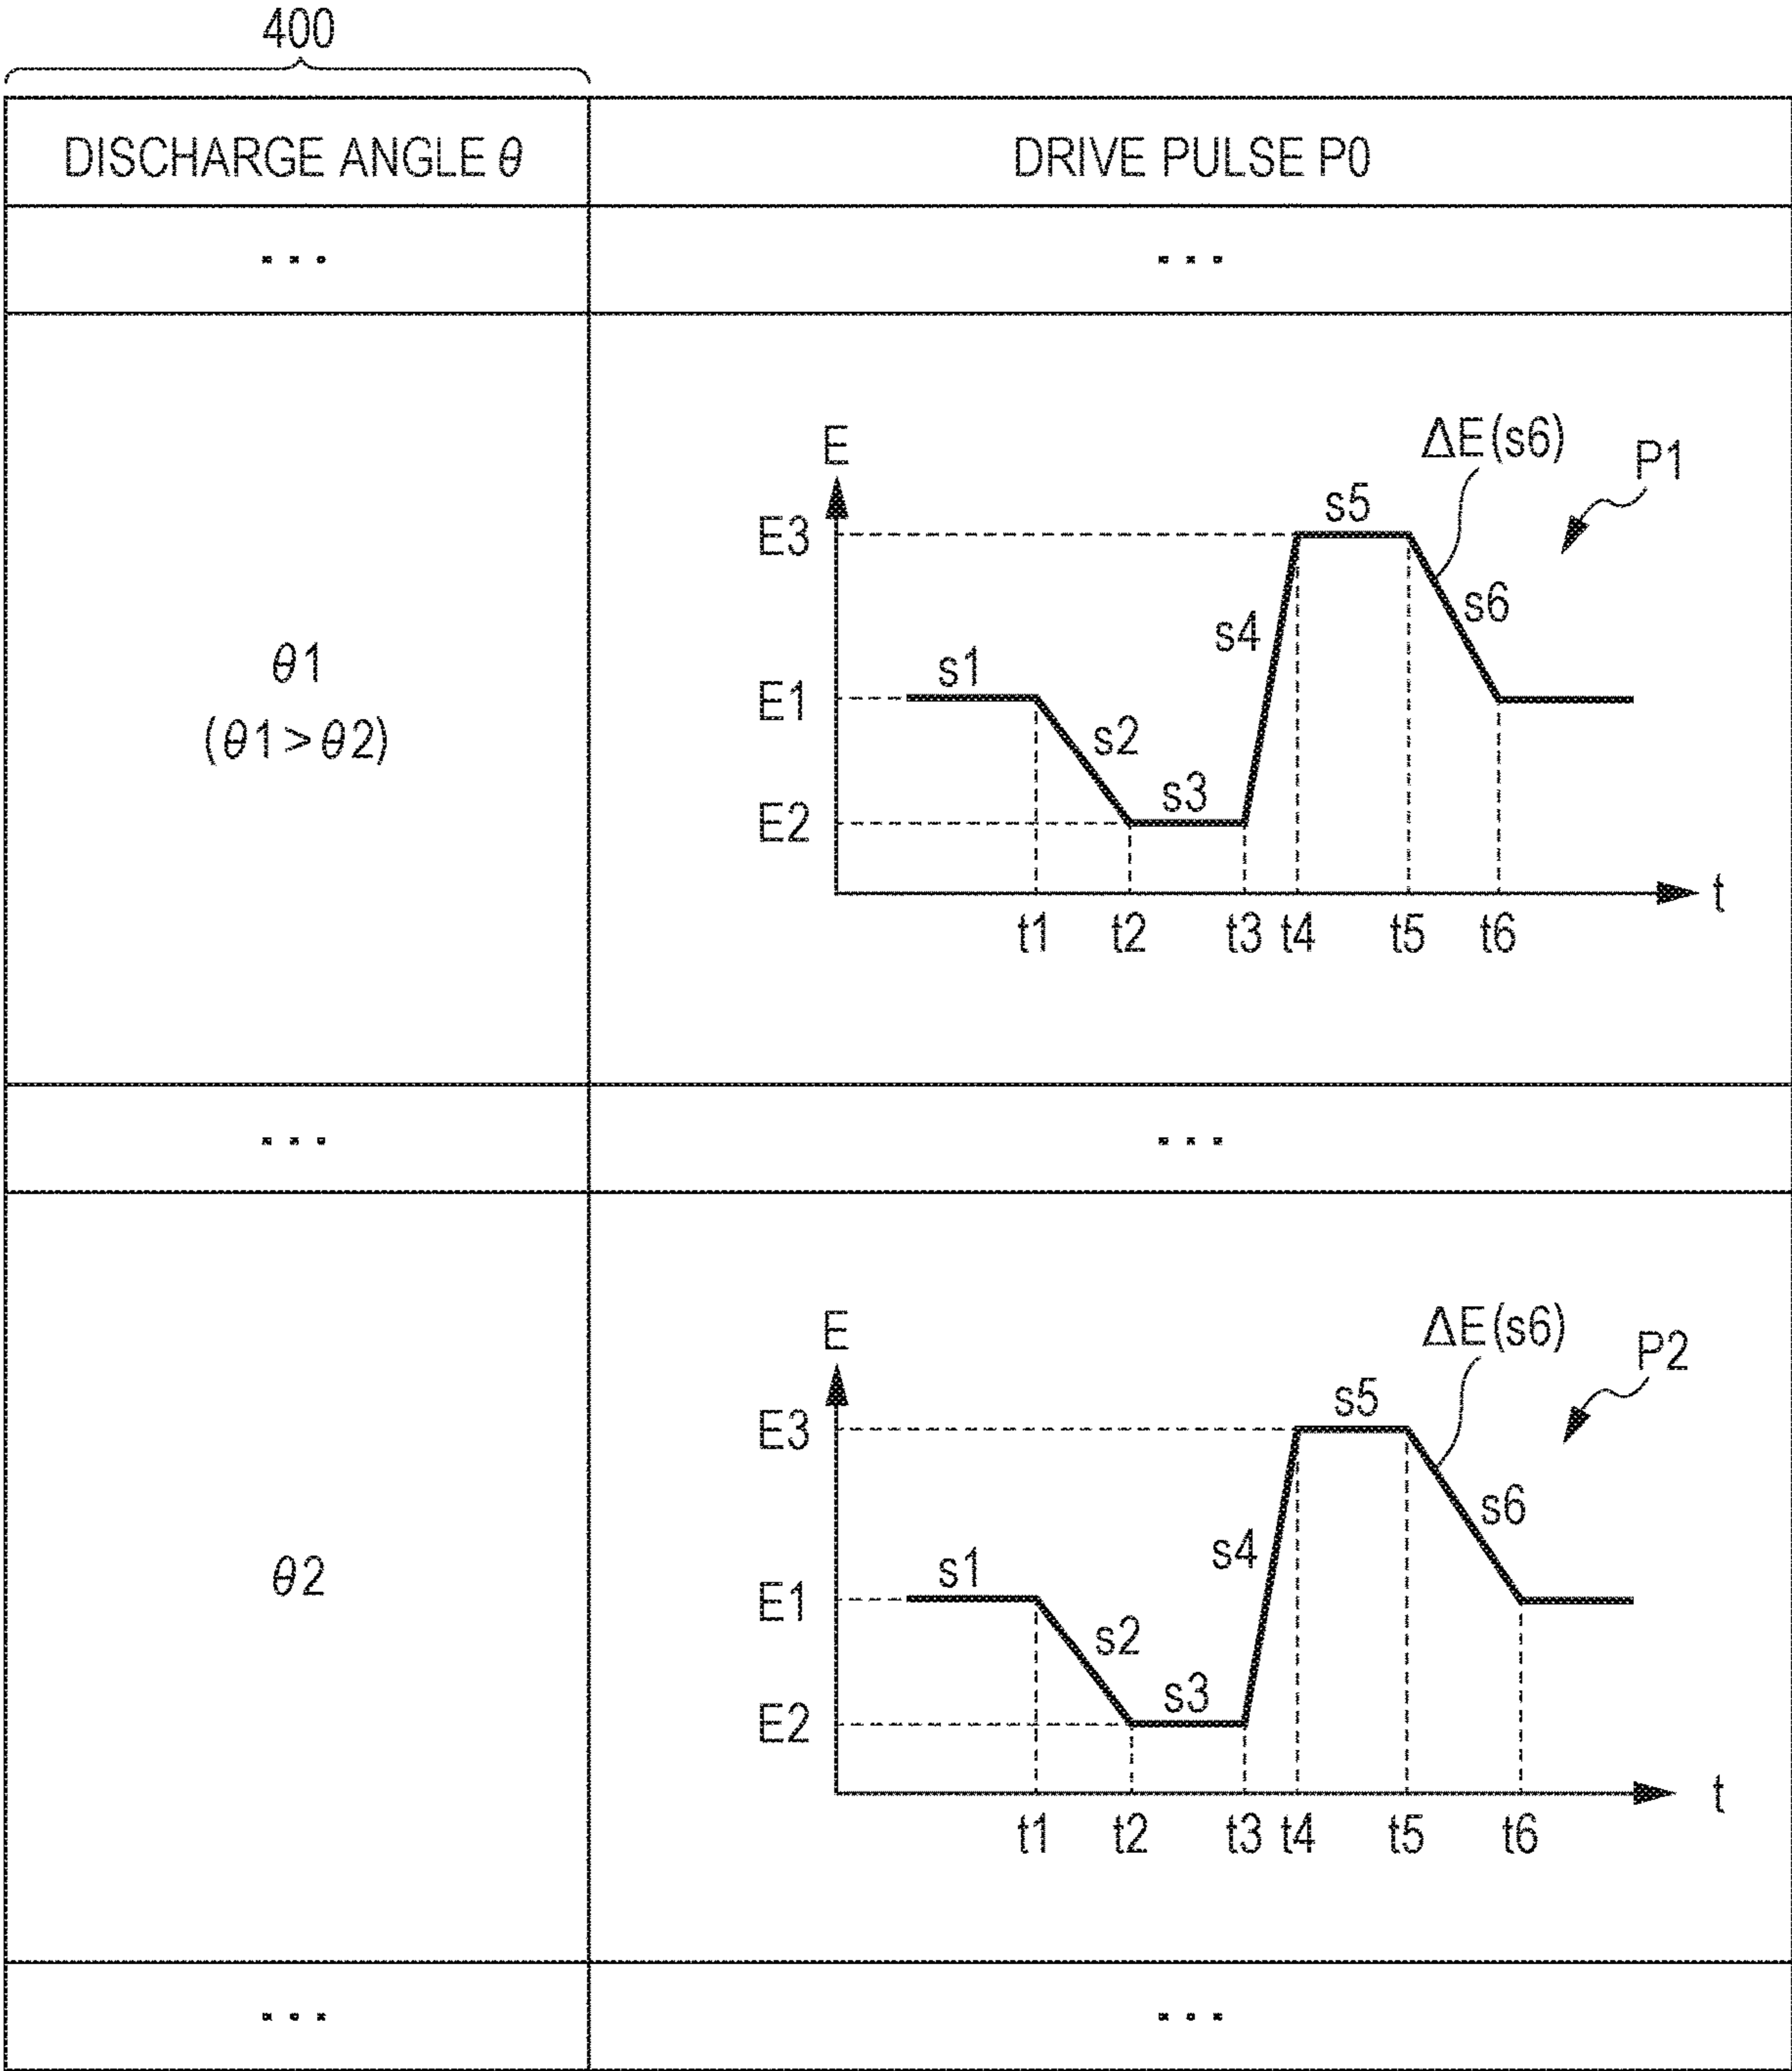 400
DISCHARGE ANGLE θ
DRIVE PULSE P0
...
...
θ1
(θ1>θ2)
E
ΔE(s6)
P1
E3
s5
s6
s4
s1
E1
s2
s3
E2
t
t1 t2 t3 t4 t5 t6
...
...
θ2
E
ΔE(s6)
P2
E3
s5
s6
s4
s1
E1
s2
s3
E2
t
t1 t2 t3 t4 t5 t6
...
...